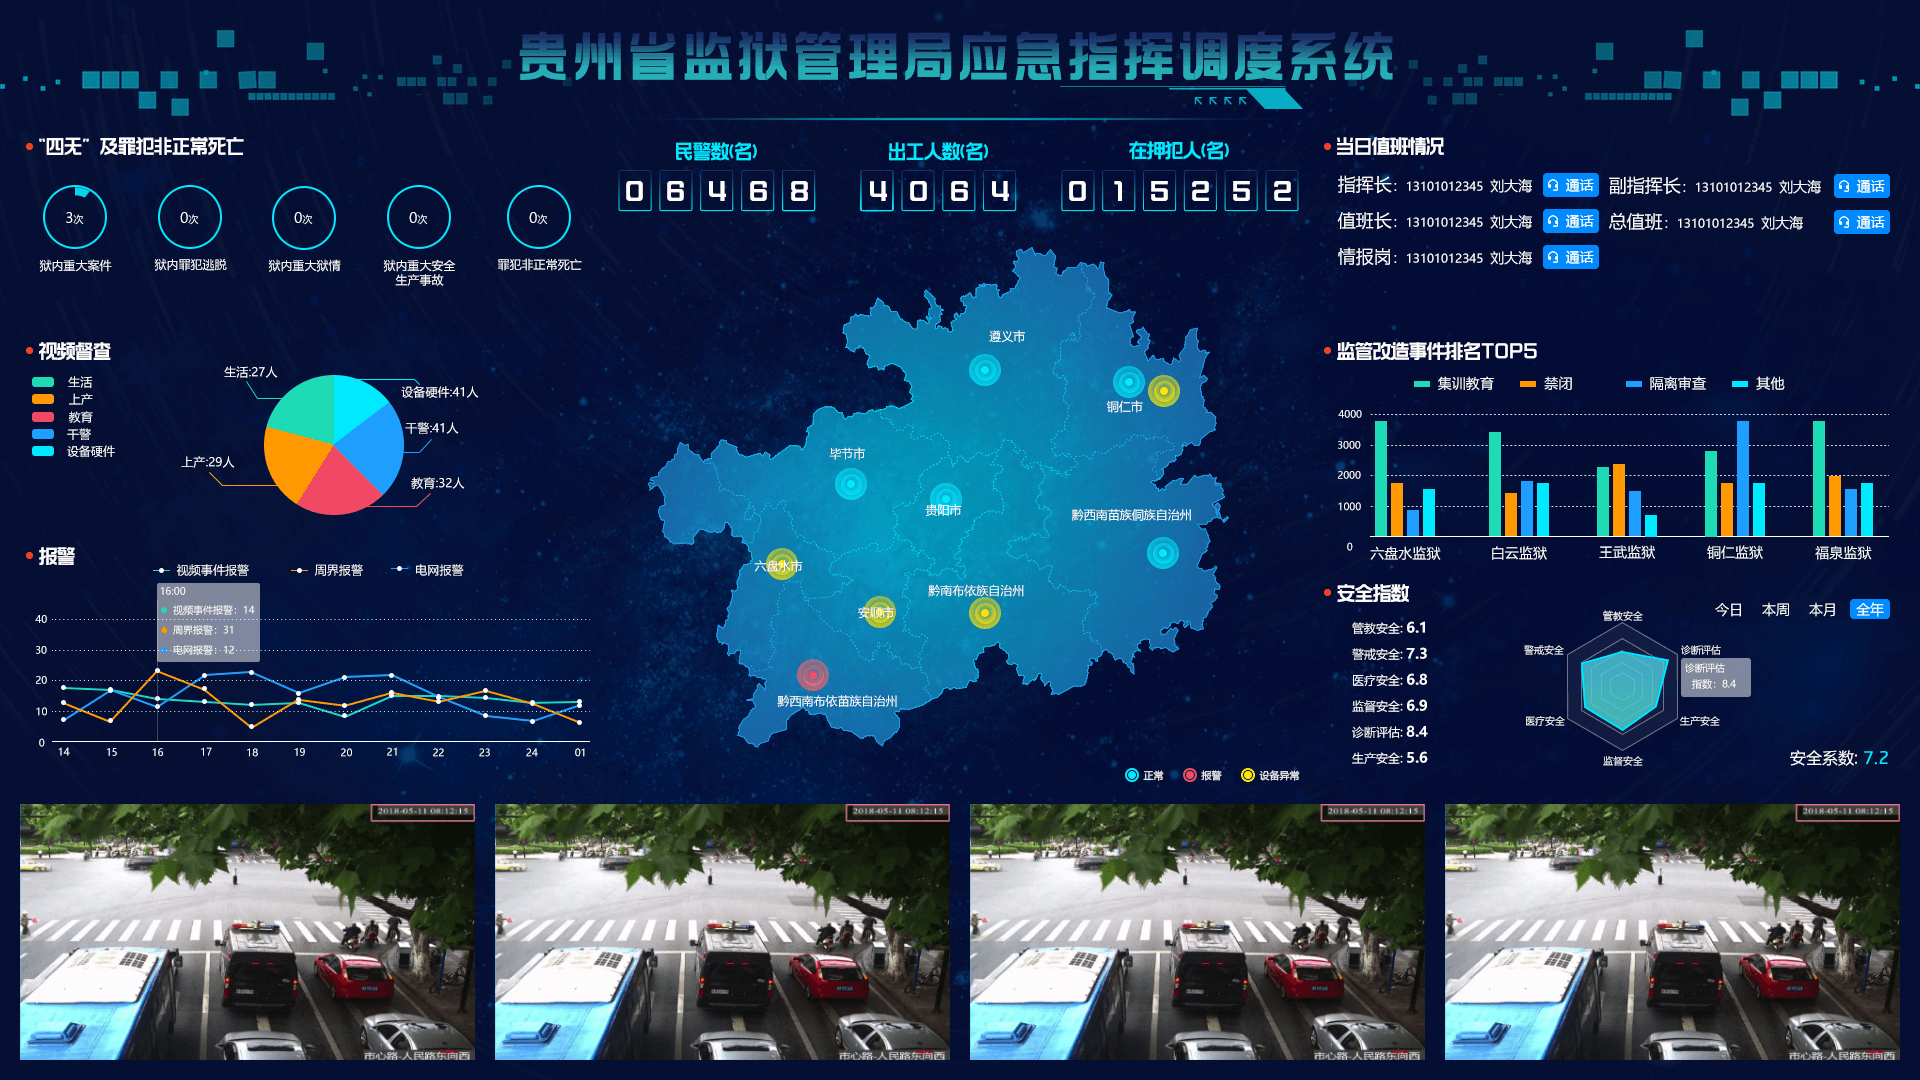 贵州省监狱管理局应急指挥调度系统
“四无”及罪犯非正常死亡
3次
0次
0次
0次
0次
狱内重大案件
狱内罪犯逃脱
狱内重大狱情
狱内重大安全
生产事故
罪犯非正常死亡
民警数(名)
06468
出工人数(名)
4064
在押犯人(名)
015252
当日值班情况
指挥长: 13101012345 刘大海 通话
副指挥长: 13101012345 刘大海 通话
值班长: 13101012345 刘大海 通话
总值班: 13101012345 刘大海 通话
情报岗: 13101012345 刘大海 通话
视频督查
生活
上产
教育
干警
设备硬件
生活:27人
设备硬件:41人
干警:41人
上产:29人
教育:32人
报警
视频事件报警 周界报警 电网报警
16:00
视频事件报警: 14
周界报警: 31
电网报警: 12
40
30
20
10
0
14 15 16 17 18 19 20 21 22 23 24 01
遵义市
铜仁市
毕节市
贵阳市
黔西南苗族侗族自治州
六盘水市
黔南布依族自治州
安顺市
黔西南布依苗族自治州
正常 报警 设备异常
监管改造事件排名TOP5
集训教育 禁闭 隔离审查 其他
4000
3000
2000
1000
0
六盘水监狱 白云监狱 王武监狱 铜仁监狱 福泉监狱
安全指数
今日 本周 本月 全年
管教安全: 6.1
警戒安全: 7.3
医疗安全: 6.8
监督安全: 6.9
诊断评估: 8.4
生产安全: 5.6
管教安全
警戒安全
诊断评估
诊断评估
指数: 8.4
医疗安全
生产安全
监督安全
安全系数: 7.2
2018-05-11 08:12:15
2018-05-11 08:12:15
2018-05-11 08:12:15
2018-05-11 08:12:15
市心路-人民路东向西
市心路-人民路东向西
市心路-人民路东向西
市心路-人民路东向西